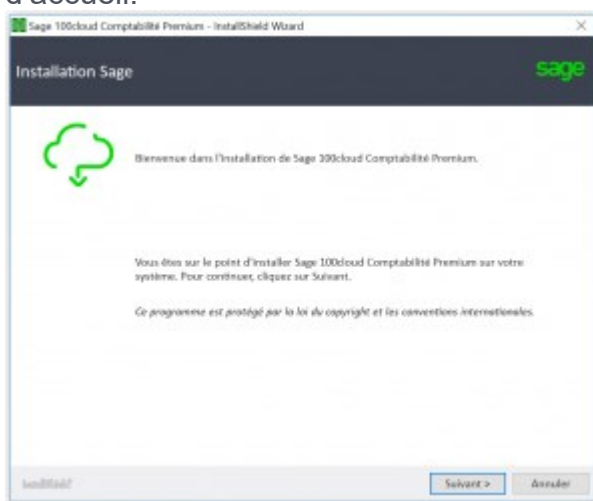 d'accueil.
Sage 100cloud Comptabilité Premium - InstallShield Wizard
Installation Sage
sage
Bienvenue dans l'Installation de Sage 100cloud Comptabilité Premium.
Vous êtes sur le point d'installer Sage 100cloud Comptabilité Premium sur votre
système. Pour continuer, cliquez sur Suivant.
Ce programme est protégé par la loi du copyright et les conventions internationales.
InstallShield
Suivant >
Annuler